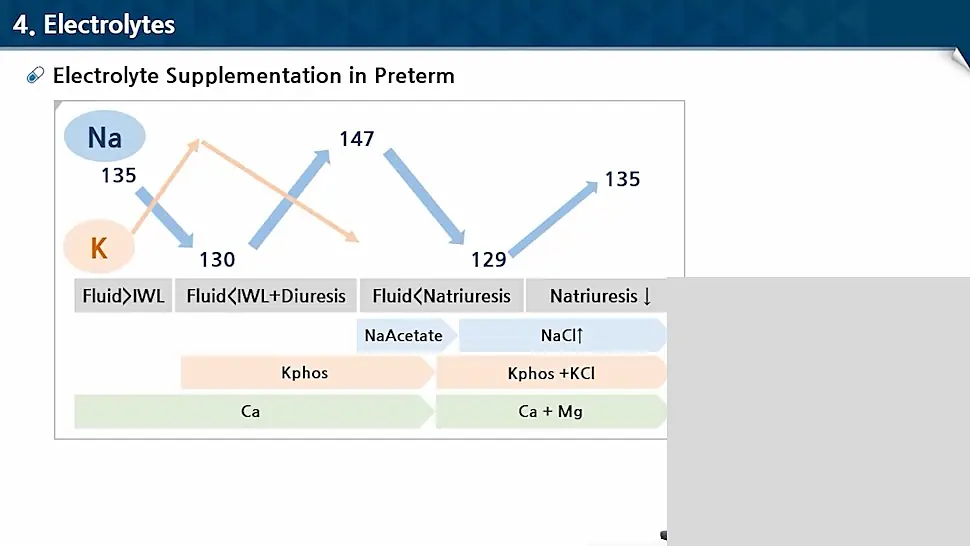 4. Electrolytes
Electrolyte Supplementation in Preterm
Na
135
147
135
K
130
129
Fluid>IWL
Fluid<IWL+Diuresis
Fluid<Natriuresis
Natriuresis ↓
NaAcetate
NaCl↑
Kphos
Kphos +KCl
Ca
Ca + Mg